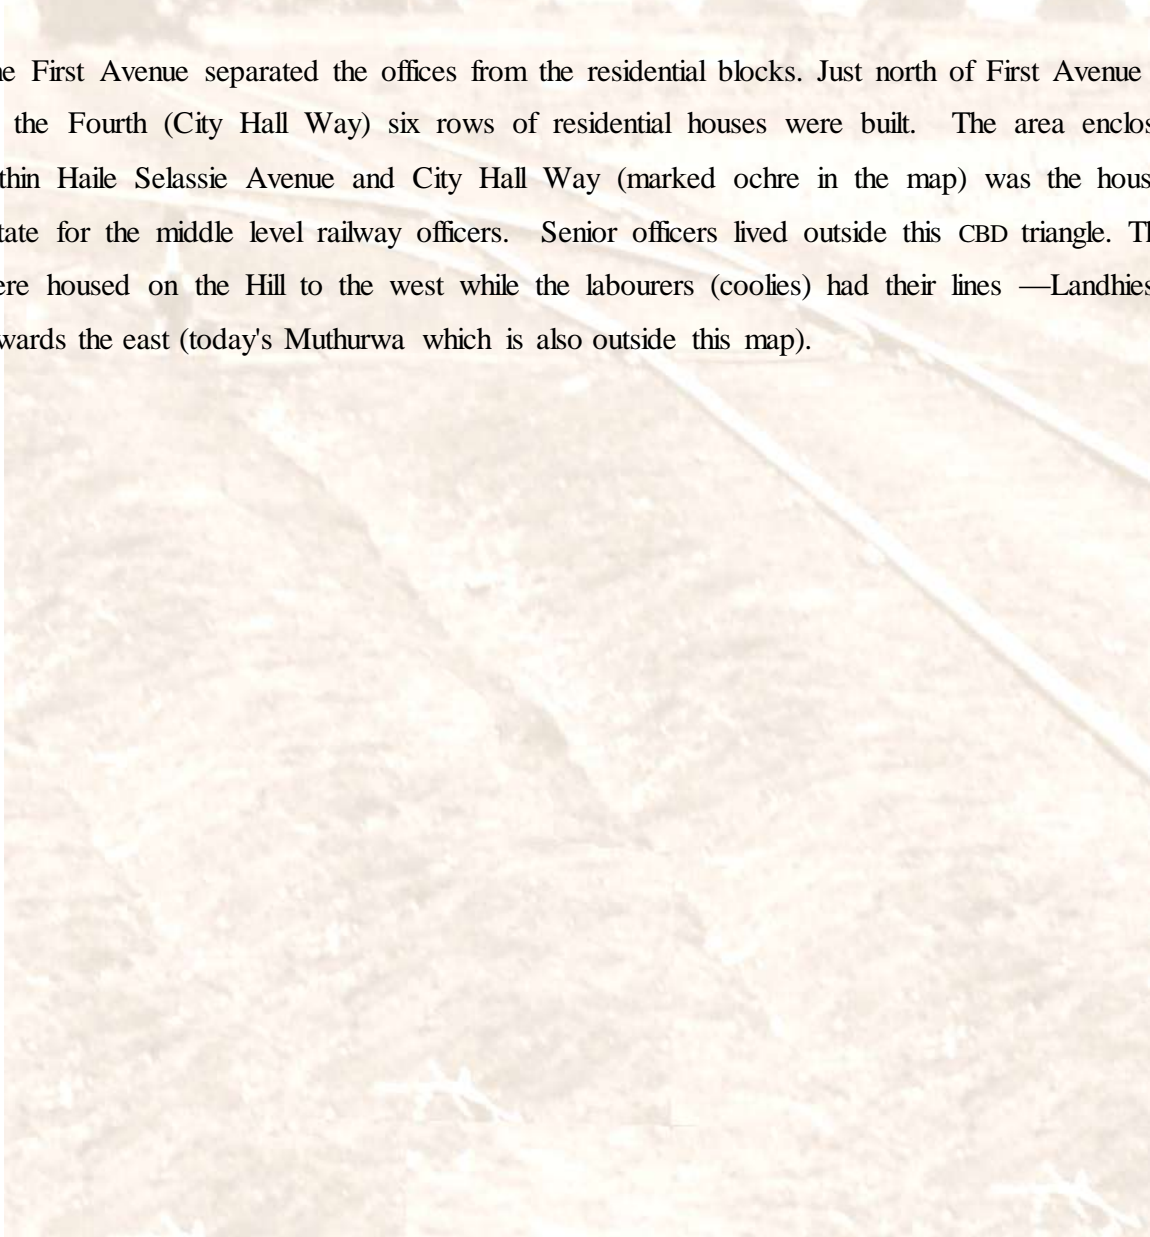 ne First Avenue separated the offices from the residential blocks. Just north of First Avenue
the Fourth (City Hall Way) six rows of residential houses were built. The area enclos
thin Haile Selassie Avenue and City Hall Way (marked ochre in the map) was the hous
tate for the middle level railway officers. Senior officers lived outside this CBD triangle. Th
ere housed on the Hill to the west while the labourers (coolies) had their lines —Landhies
wards the east (today's Muthurwa which is also outside this map).